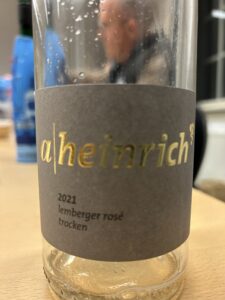 a|heinrich
2021
lemberger rosé
trocken